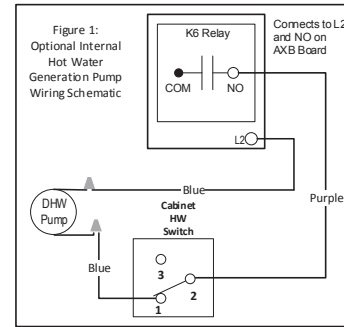 Figure 1:
Optional Internal
Hot Water
Generation Pump
Wiring Schematic
K6 Relay
COM
NO
Connects to L2
and NO on
AXB Board
L2
Blue
Purple
DHW
Pump
Cabinet
HW
Switch
Blue
3
2
1